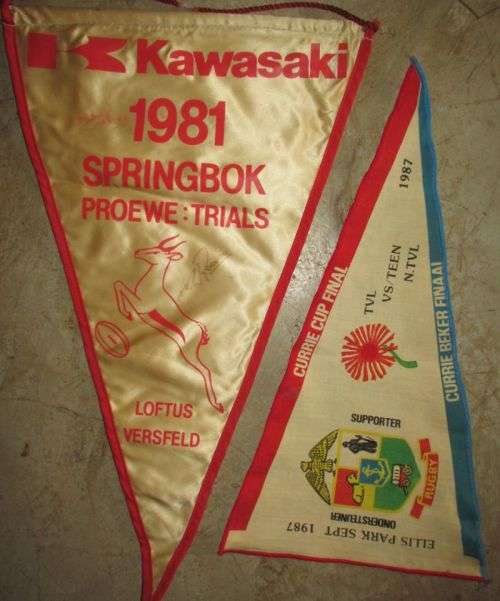 Kawasaki
1981
SPRINGBOK
PROEWE:TRIALS
LOFTUS
VERSFELD
CURRIE CUP FINAL
1987
TVL
VS/TEEN
N.TVL
CURRIE BEKER FINAAL
SUPPORTER
RUGBY
ONDERSTEUNER
ELLIS PARK SEPT 1987